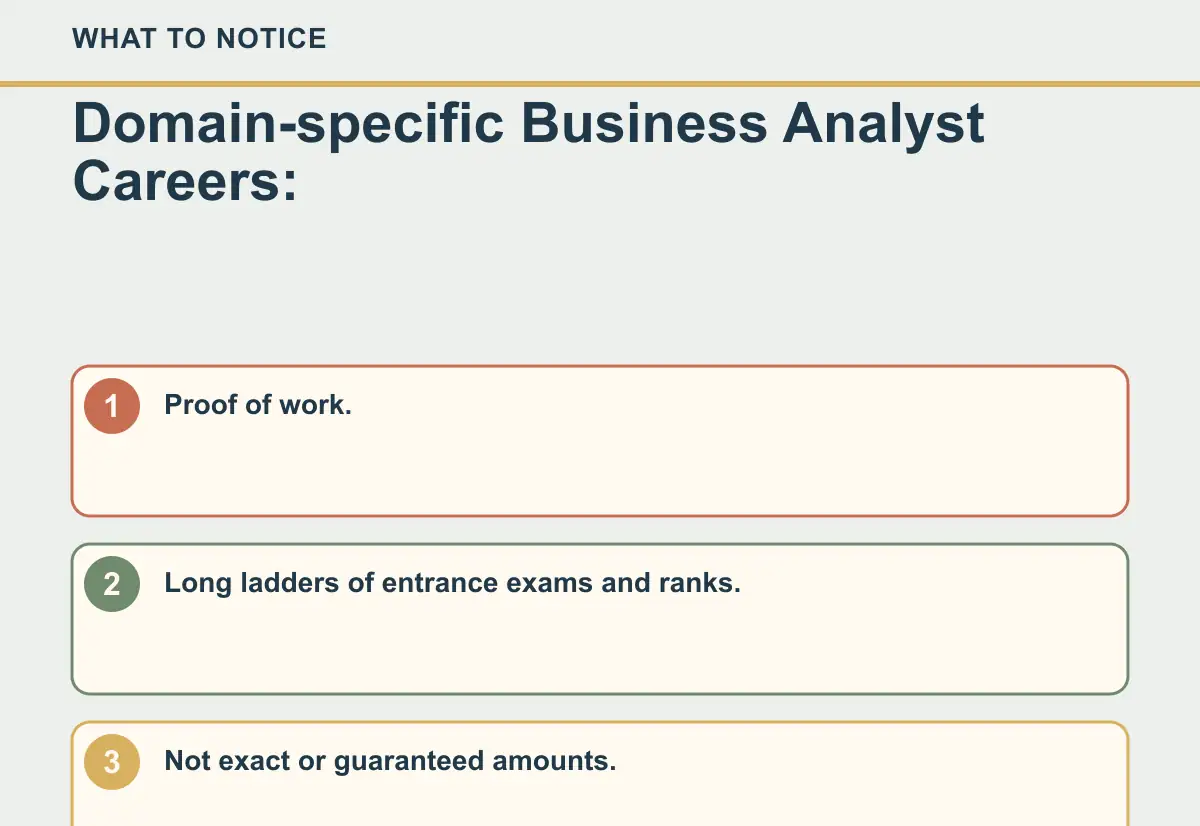 WHAT TO NOTICE
Domain-specific Business Analyst
Careers:
1 Proof of work.
2 Long ladders of entrance exams and ranks.
3 Not exact or guaranteed amounts.